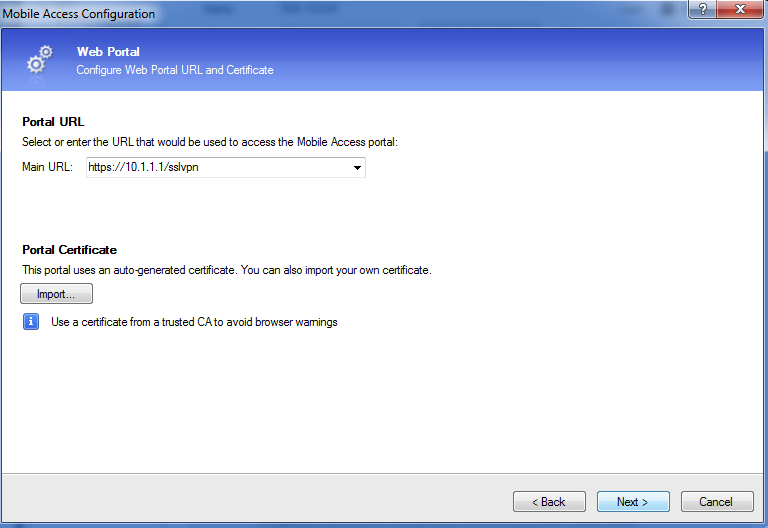 Mobile Access Configuration
?
Web Portal
Configure Web Portal URL and Certificate
Portal URL
Select or enter the URL that would be used to access the Mobile Access portal:
Main URL: https://10.1.1.1/sslvpn
Portal Certificate
This portal uses an auto-generated certificate. You can also import your own certificate.
Import...
i Use a certificate from a trusted CA to avoid browser warnings
< Back Next > Cancel